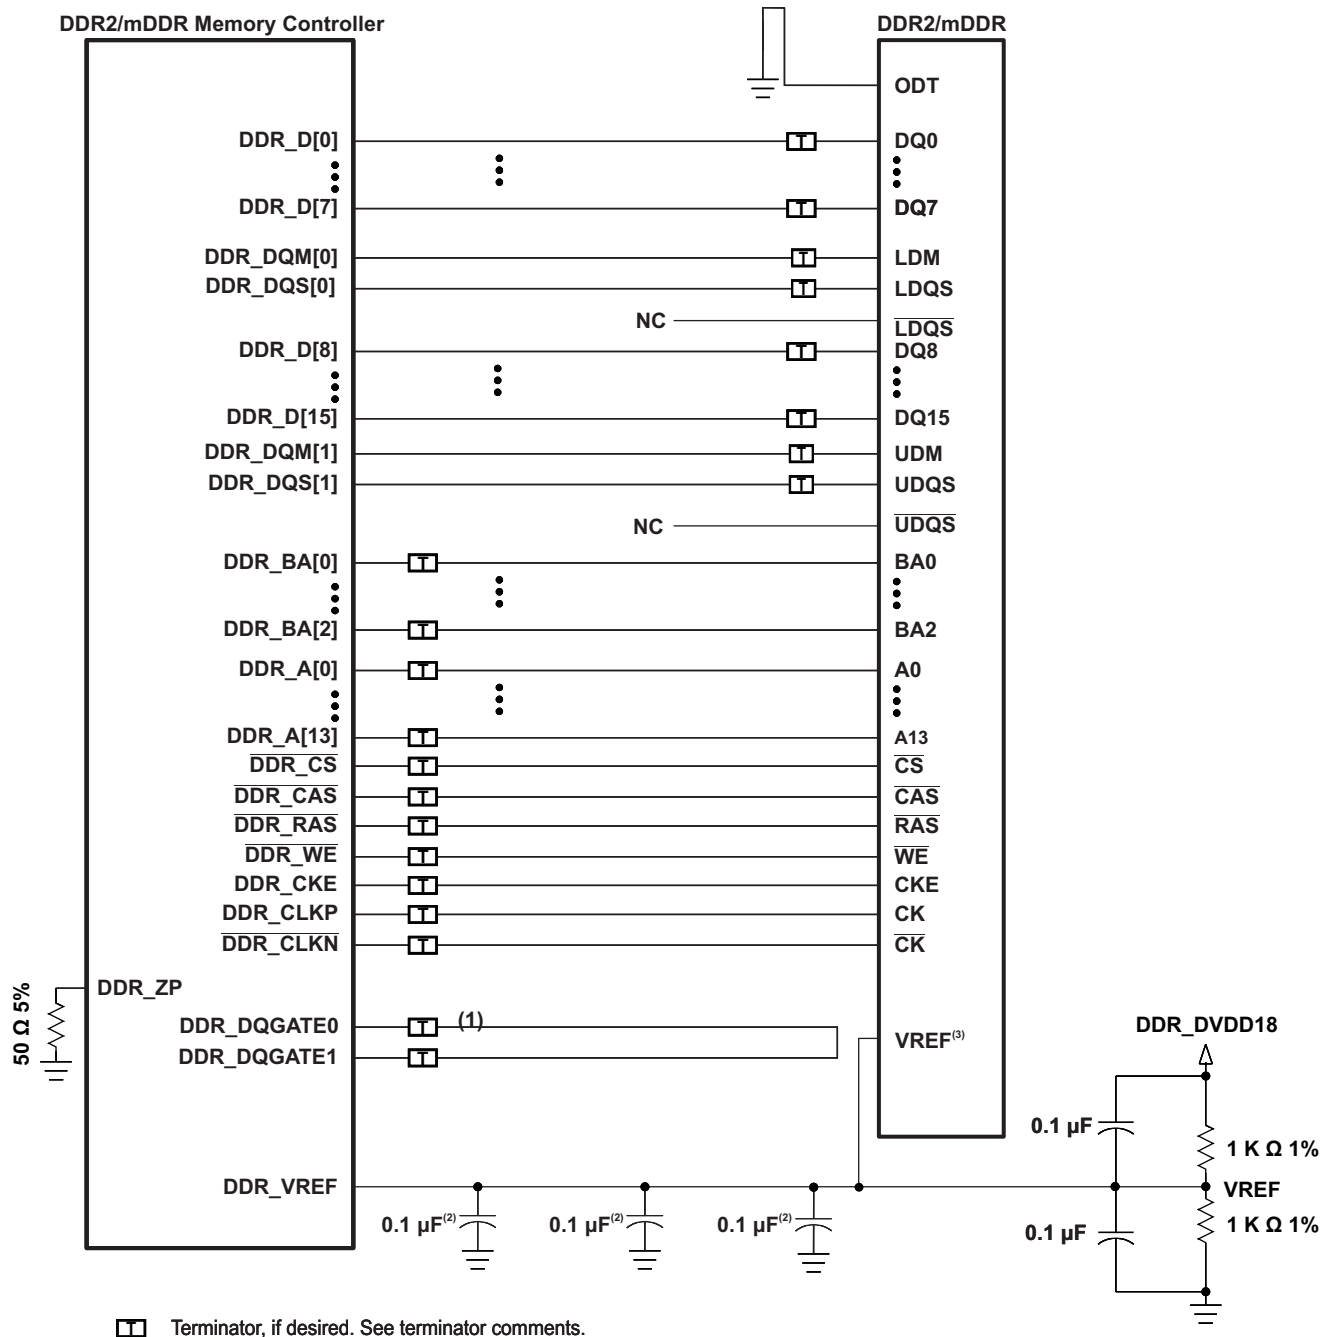 DDR2/mDDR Memory Controller DDR2/mDDR
ODT
DDR_D[0] T DQ0
DDR_D[7] T DQ7
DDR_DQM[0] T LDM
DDR_DQS[0] T LDQS
NC LDQS
DDR_D[8] T DQ8
DDR_D[15] T DQ15
DDR_DQM[1] T UDM
DDR_DQS[1] T UDQS
NC UDQS
DDR_BA[0] T BA0
DDR_BA[2] T BA2
DDR_A[0] T A0
DDR_A[13] T A13
DDR_CS T CS
DDR_CAS T CAS
DDR_RAS T RAS
DDR_WE T WE
DDR_CKE T CKE
DDR_CLKP T CK
DDR_CLKN T CK
50 Ω 5% DDR_ZP
DDR_DQGATE0 T (1)
DDR_DQGATE1 T
VREF(3)
DDR_DVDD18
0.1 µF 1 K Ω 1%
DDR_VREF VREF
0.1 µF(2) 0.1 µF(2) 0.1 µF(2) 0.1 µF 1 K Ω 1%
T Terminator, if desired. See terminator comments.